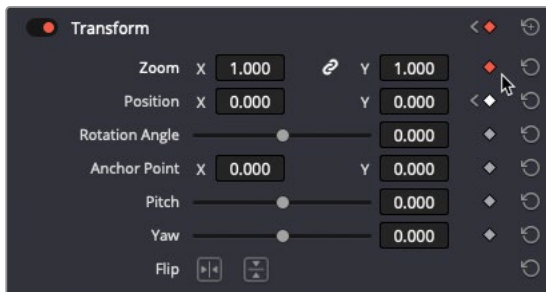 Transform
Zoom X 1.000 Y 1.000
Position X 0.000 Y 0.000
Rotation Angle 0.000
Anchor Point X 0.000 Y 0.000
Pitch 0.000
Yaw 0.000
Flip